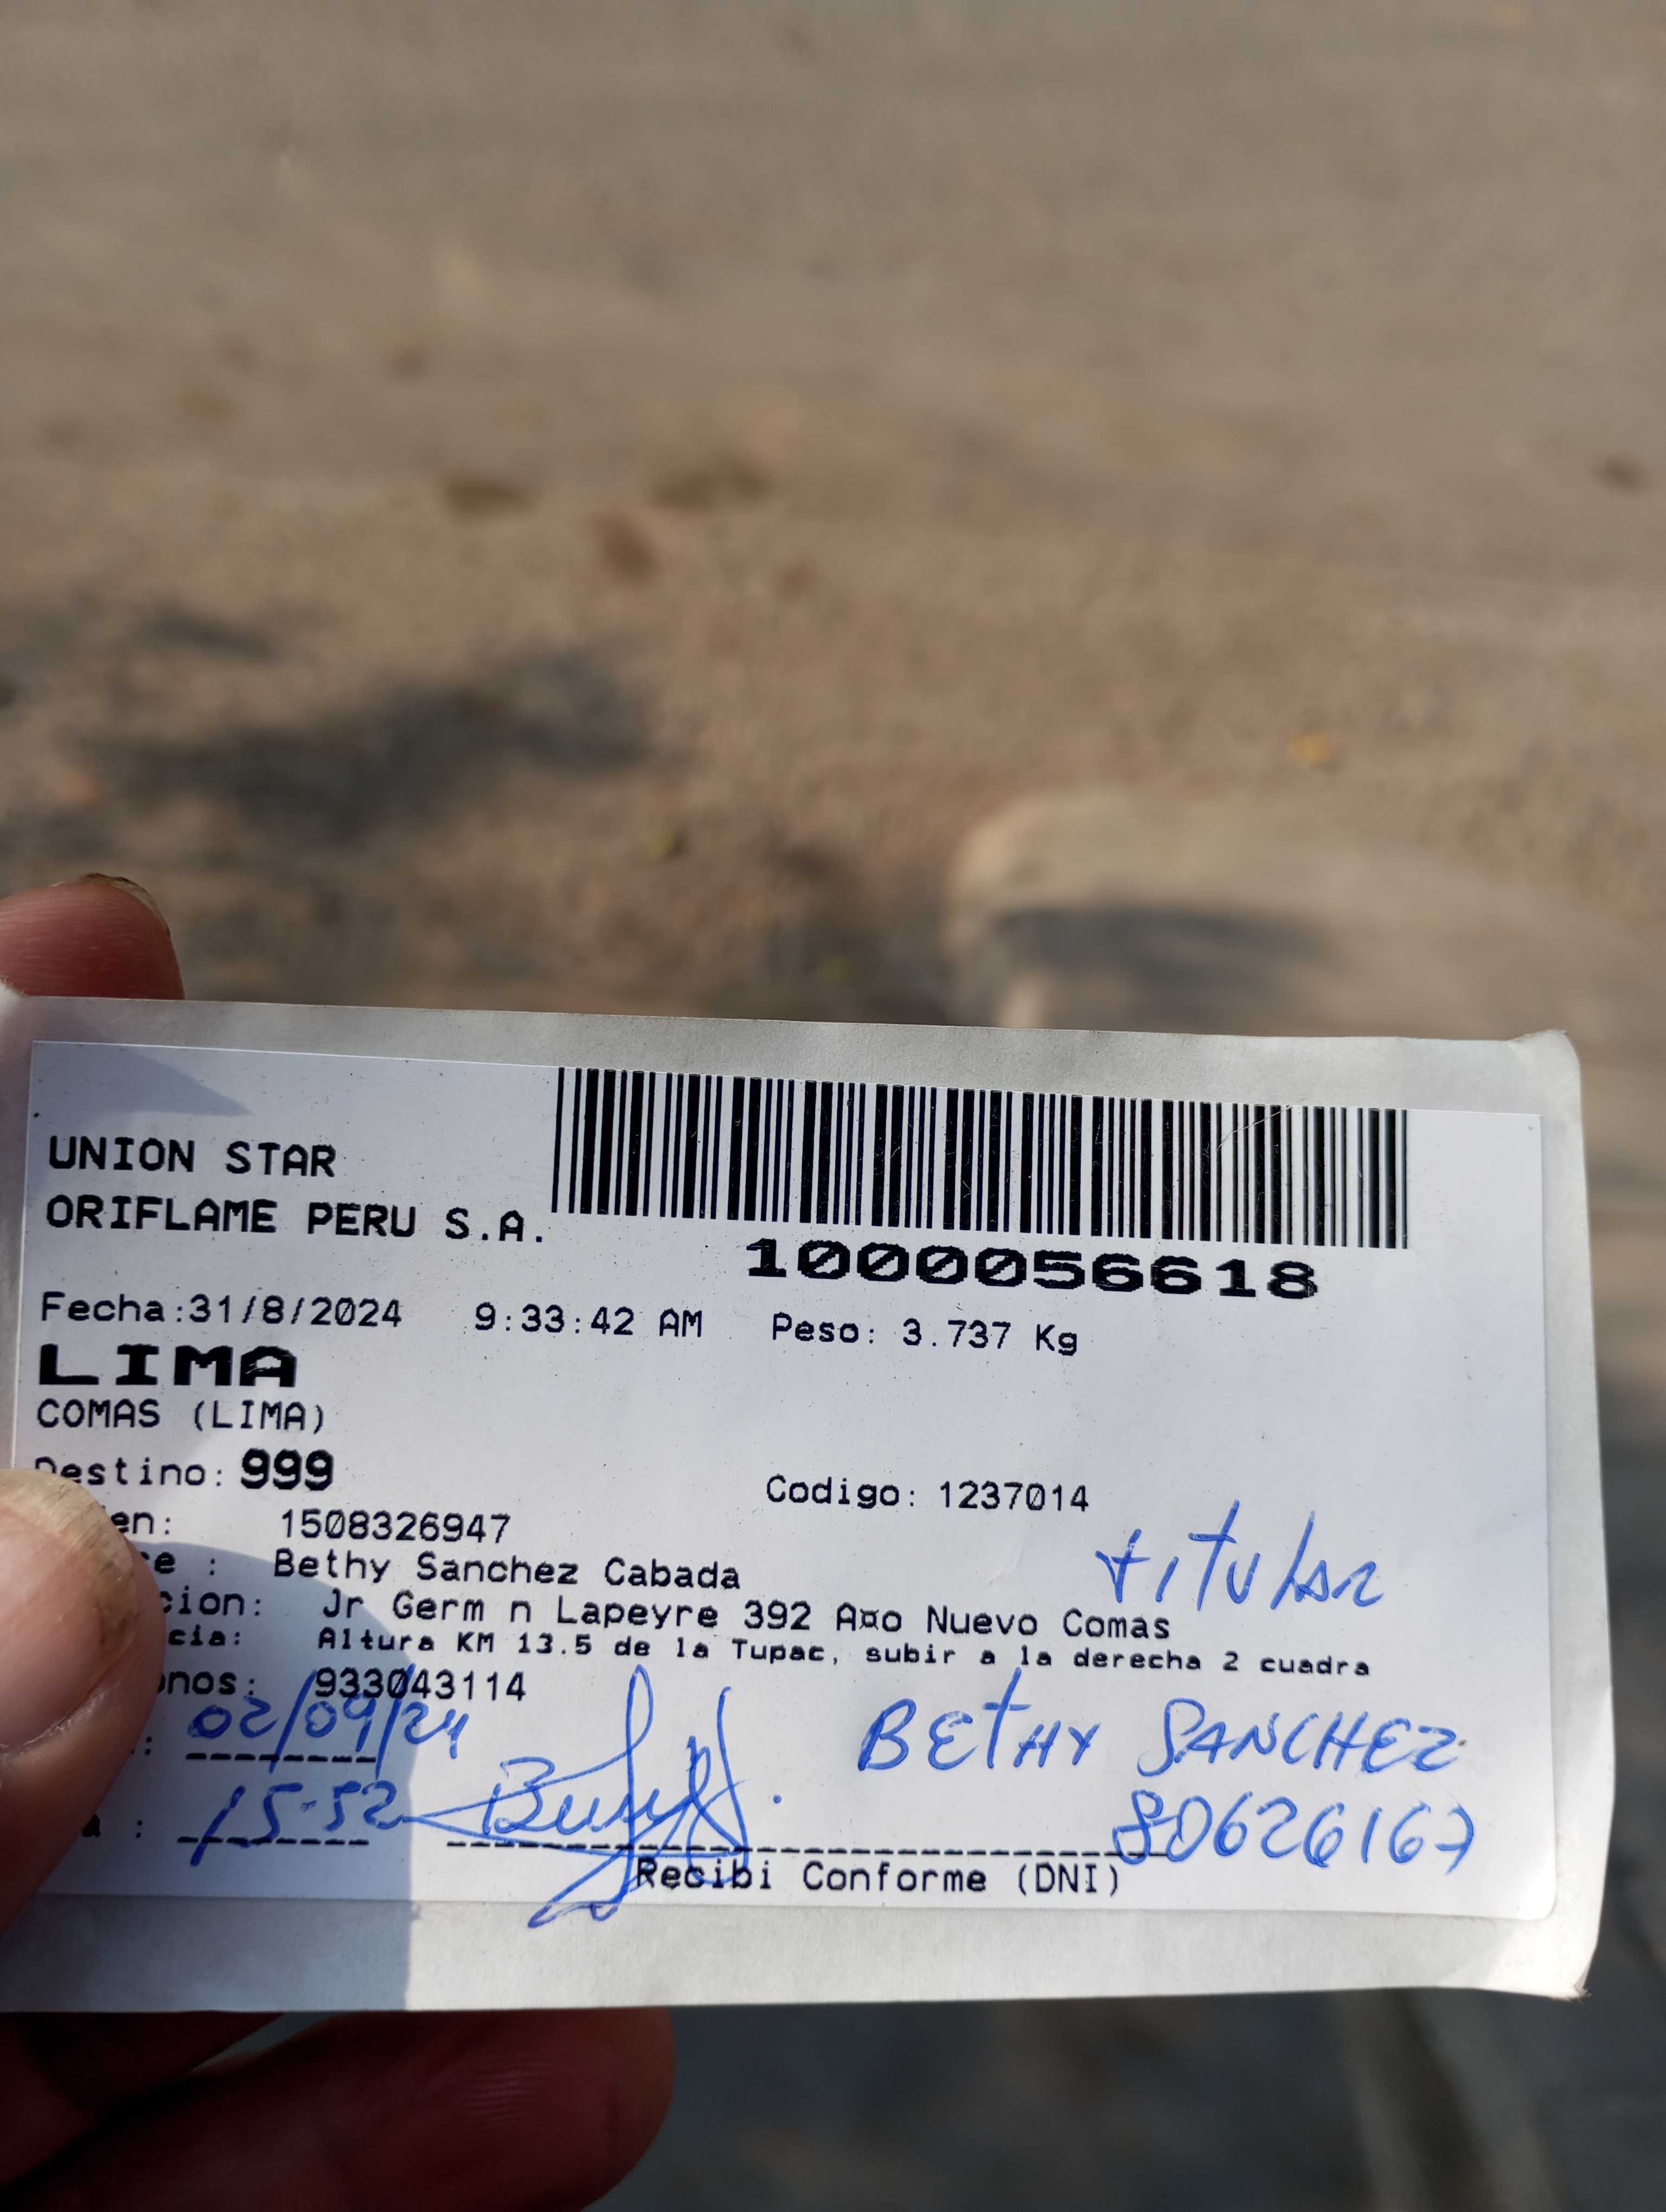 UNION STAR
ORIFLAME PERU S.A.
1000056618
Fecha:31/8/2024 9:33:42 AM Peso: 3.737 Kg
LIMA
COMAS (LIMA)
Destino: 999
Codigo: 1237014
en: 1508326947
titular
e : Bethy Sanchez Cabada
cion: Jr Germ n Lapeyre 392 A¤o Nuevo Comas
cia: Altura KM 13.5 de la Tupac, subir a la derecha 2 cuadra
onos: 933043114
: 02/09/24
BEtHY SANCHEZ
a : 15-52
80626167
Recibi Conforme (DNI)